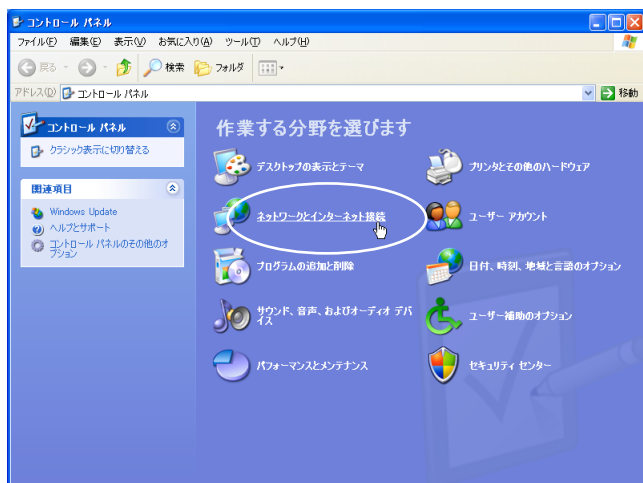 コントロール パネル
ファイル(F) 編集(E) 表示(V) お気に入り(A) ツール(T) ヘルプ(H)
戻る 検索 フォルダ
アドレス(D) コントロール パネル 移動
コントロール パネル
クラシック表示に切り替える
関連項目
Windows Update
ヘルプとサポート
コントロール パネルのその他のオ
プション
作業する分野を選びます
デスクトップの表示とテーマ
プリンタとその他のハードウェア
ネットワークとインターネット接続
ユーザー アカウント
プログラムの追加と削除
日付、時刻、地域と言語のオプション
サウンド、音声、およびオーディオ デバ
イス
ユーザー補助のオプション
パフォーマンスとメンテナンス
セキュリティ センター